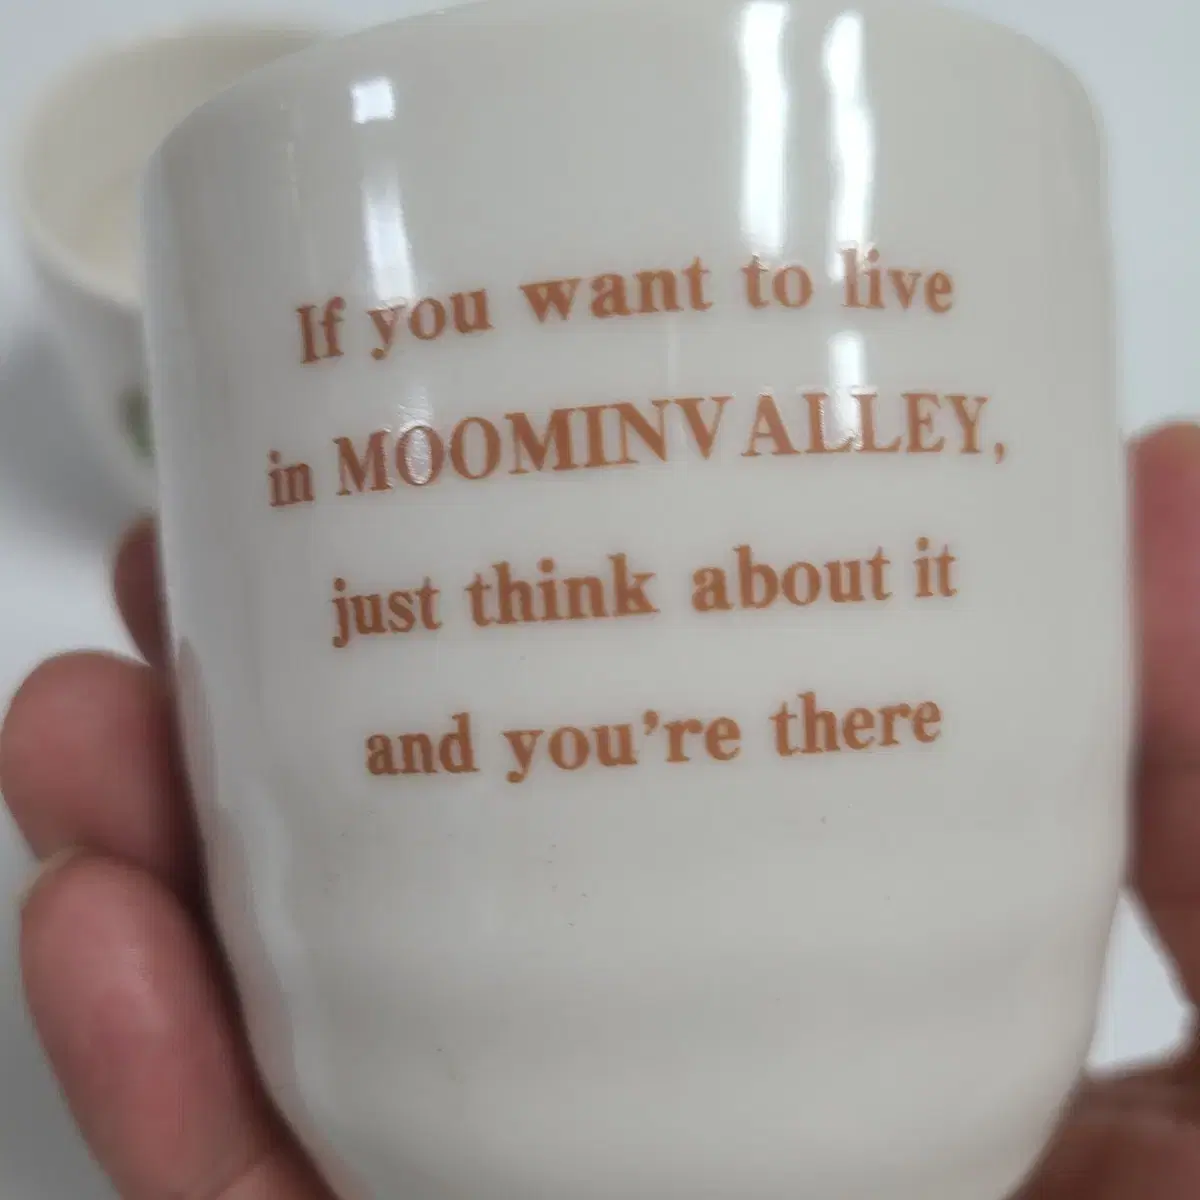 If you want to live
in MOOMINVALLEY,
just think about it
and you're there